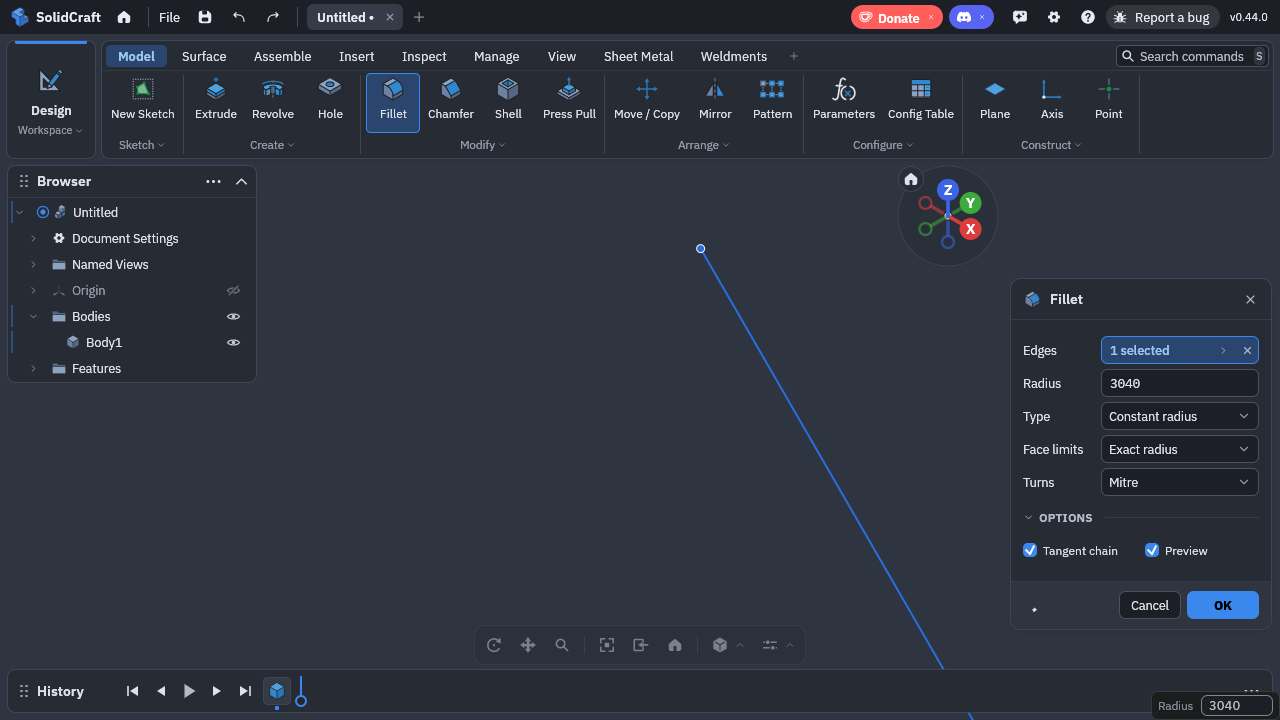 SolidCraft
File
Untitled •
Donate
Report a bug
v0.44.0
Design
Workspace
Model
Surface
Assemble
Insert
Inspect
Manage
View
Sheet Metal
Weldments
Search commands
S
New Sketch
Extrude
Revolve
Hole
Fillet
Chamfer
Shell
Press Pull
Move / Copy
Mirror
Pattern
Parameters
Config Table
Plane
Axis
Point
Sketch
Create
Modify
Arrange
Configure
Construct
Browser
Untitled
Document Settings
Named Views
Origin
Bodies
Body1
Features
Z
Y
X
Fillet
Edges
1 selected
Radius
3040
Type
Constant radius
Face limits
Exact radius
Turns
Mitre
OPTIONS
Tangent chain
Preview
Cancel
OK
History
Radius
3040